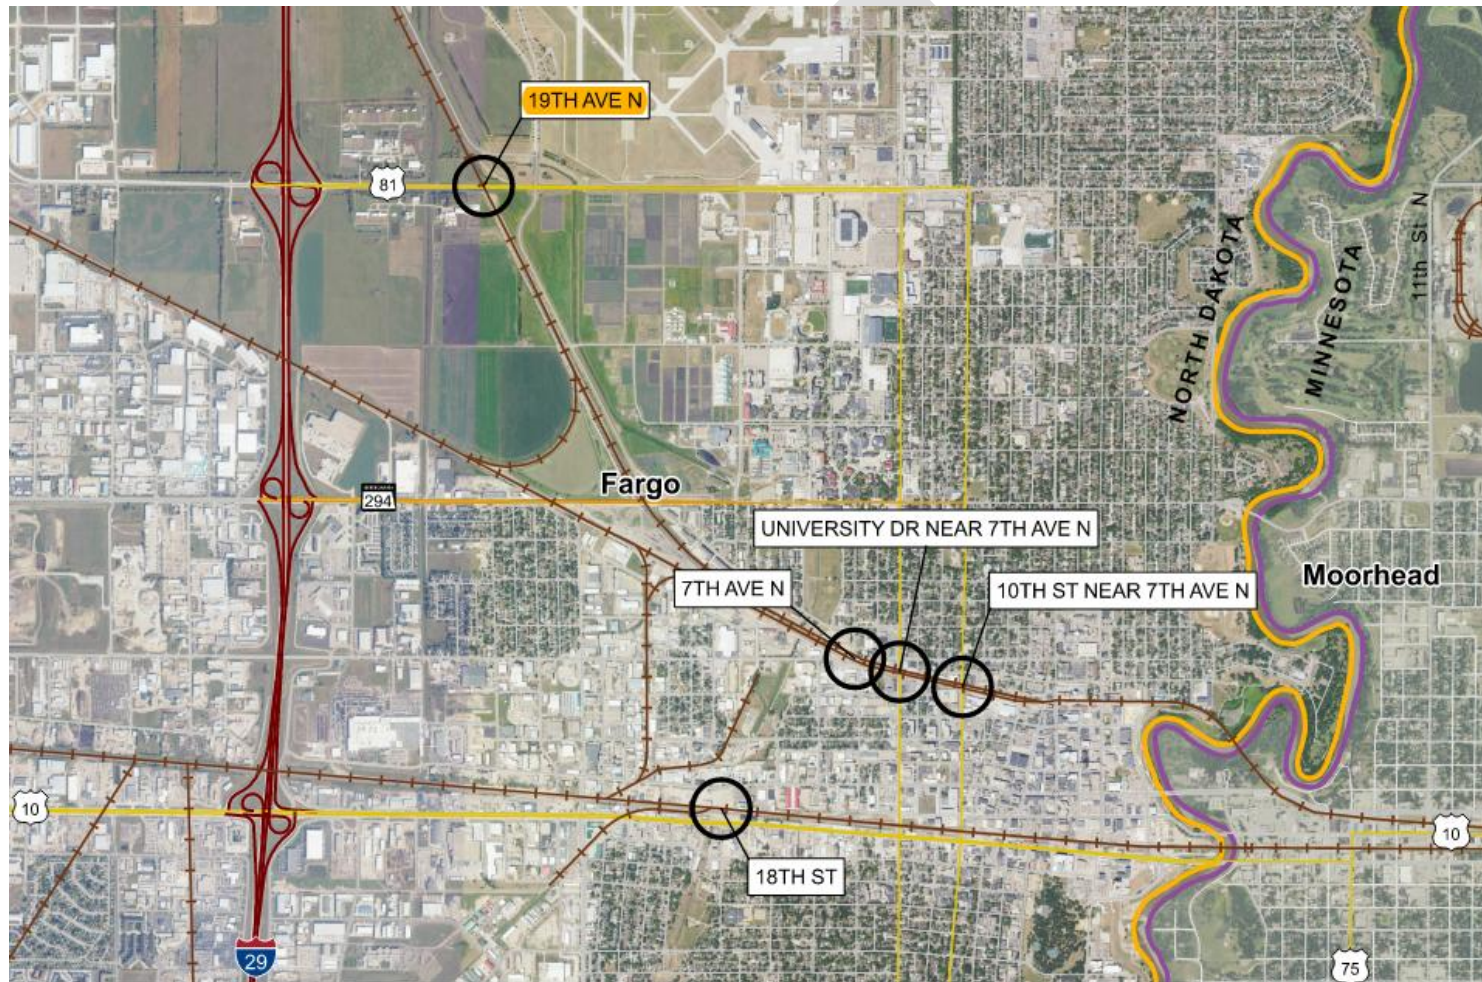 19TH AVE N
81
11th St N
NORTH DAKOTA
MINNESOTA
Fargo
294
UNIVERSITY DR NEAR 7TH AVE N
7TH AVE N
10TH ST NEAR 7TH AVE N
Moorhead
10
10
18TH ST
29
75